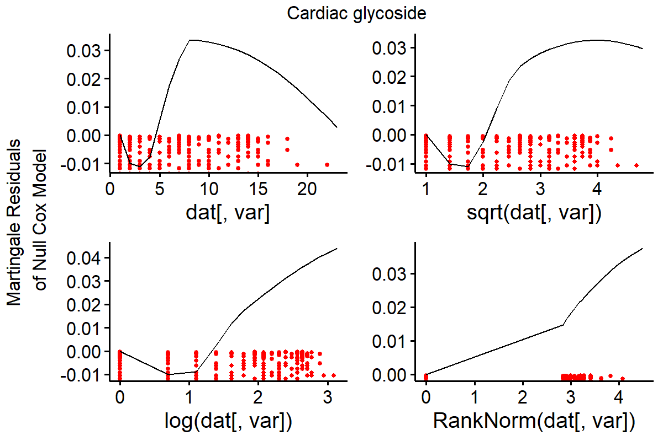 Cardiac glycoside
Martingale Residuals
of Null Cox Model
0.03
0.02
0.01
0.00
-0.01
0 5 10 15 20
dat[, var]
0.03
0.02
0.01
0.00
-0.01
1 2 3 4
sqrt(dat[, var])
0.04
0.03
0.02
0.01
0.00
-0.01
0 1 2 3
log(dat[, var])
0.03
0.02
0.01
0.00
0 1 2 3 4
RankNorm(dat[, var])